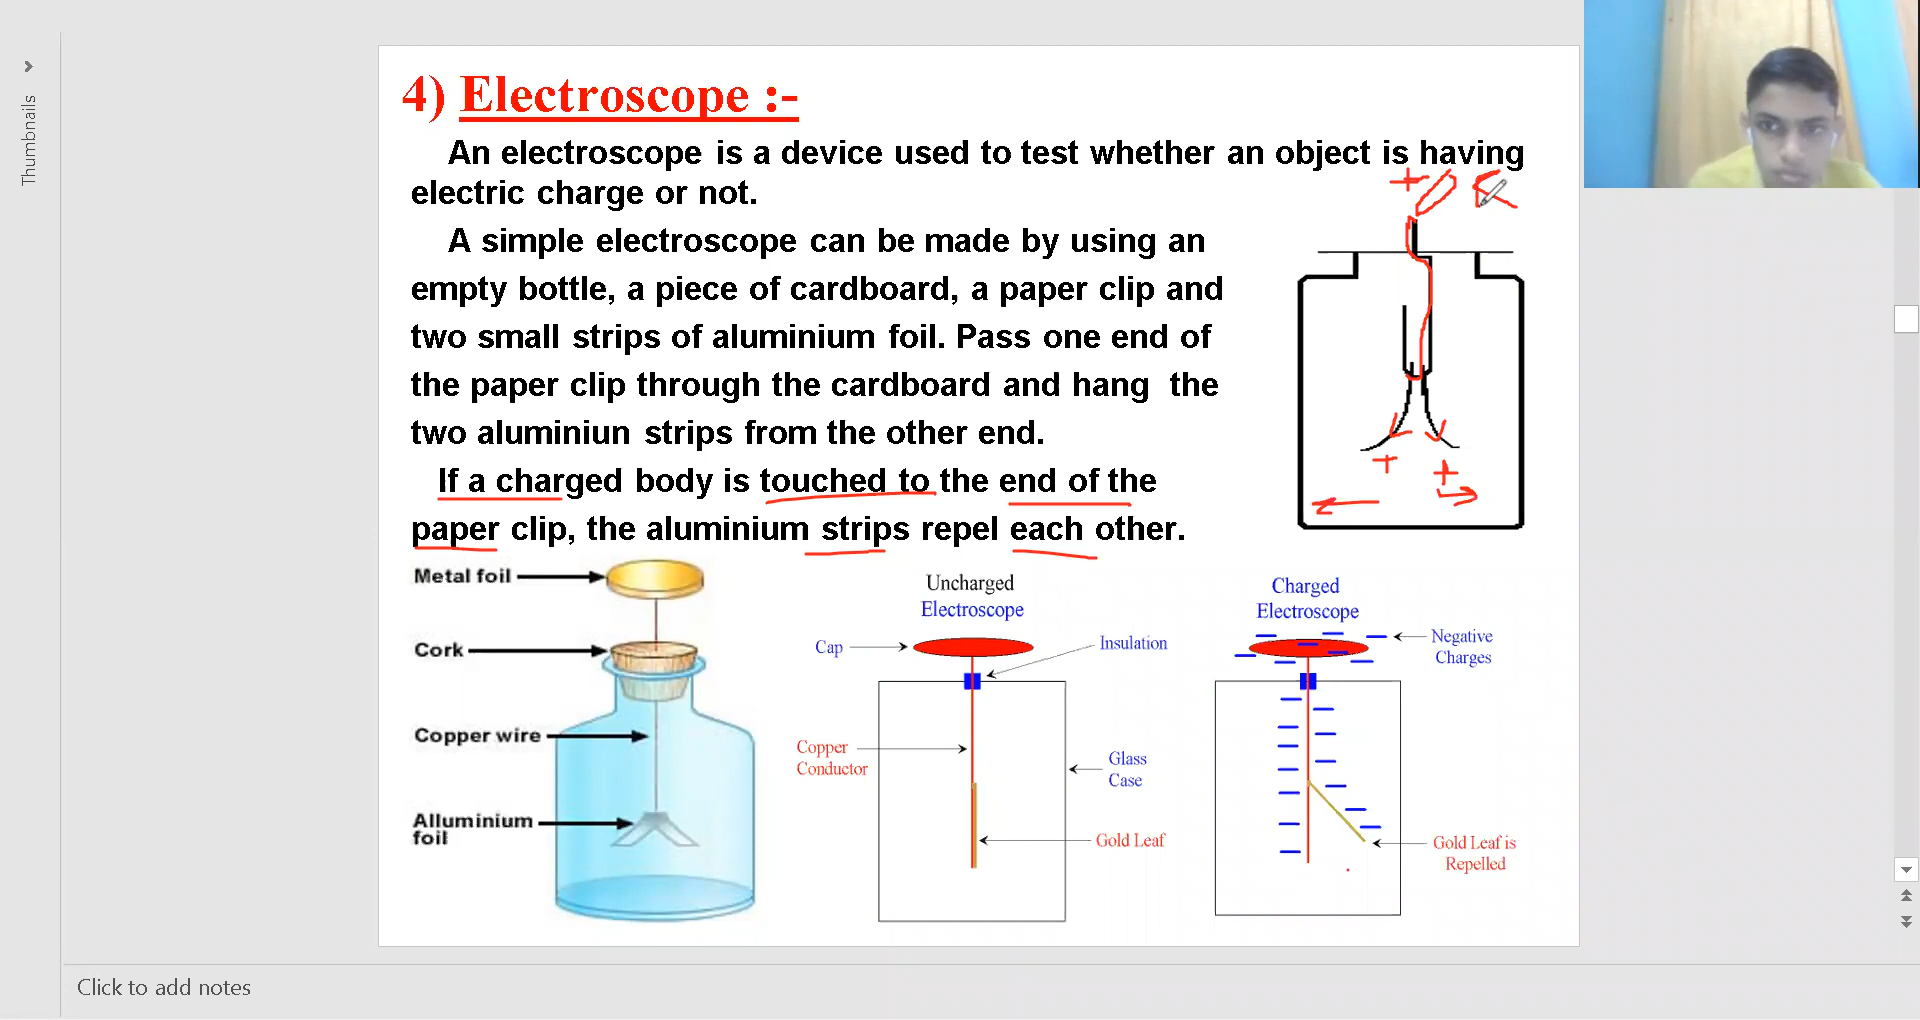 Thumbnails
4) Electroscope :-
An electroscope is a device used to test whether an object is having
electric charge or not.
A simple electroscope can be made by using an
empty bottle, a piece of cardboard, a paper clip and
two small strips of aluminium foil. Pass one end of
the paper clip through the cardboard and hang the
two aluminiun strips from the other end.
If a charged body is touched to the end of the
paper clip, the aluminium strips repel each other.
+
+ +
Metal foil
Cork
Copper wire
Alluminium
foil
Uncharged
Electroscope
Cap
Insulation
Copper
Conductor
Glass
Case
Gold Leaf
Charged
Electroscope
Negative
Charges
Gold Leaf is
Repelled
Click to add notes